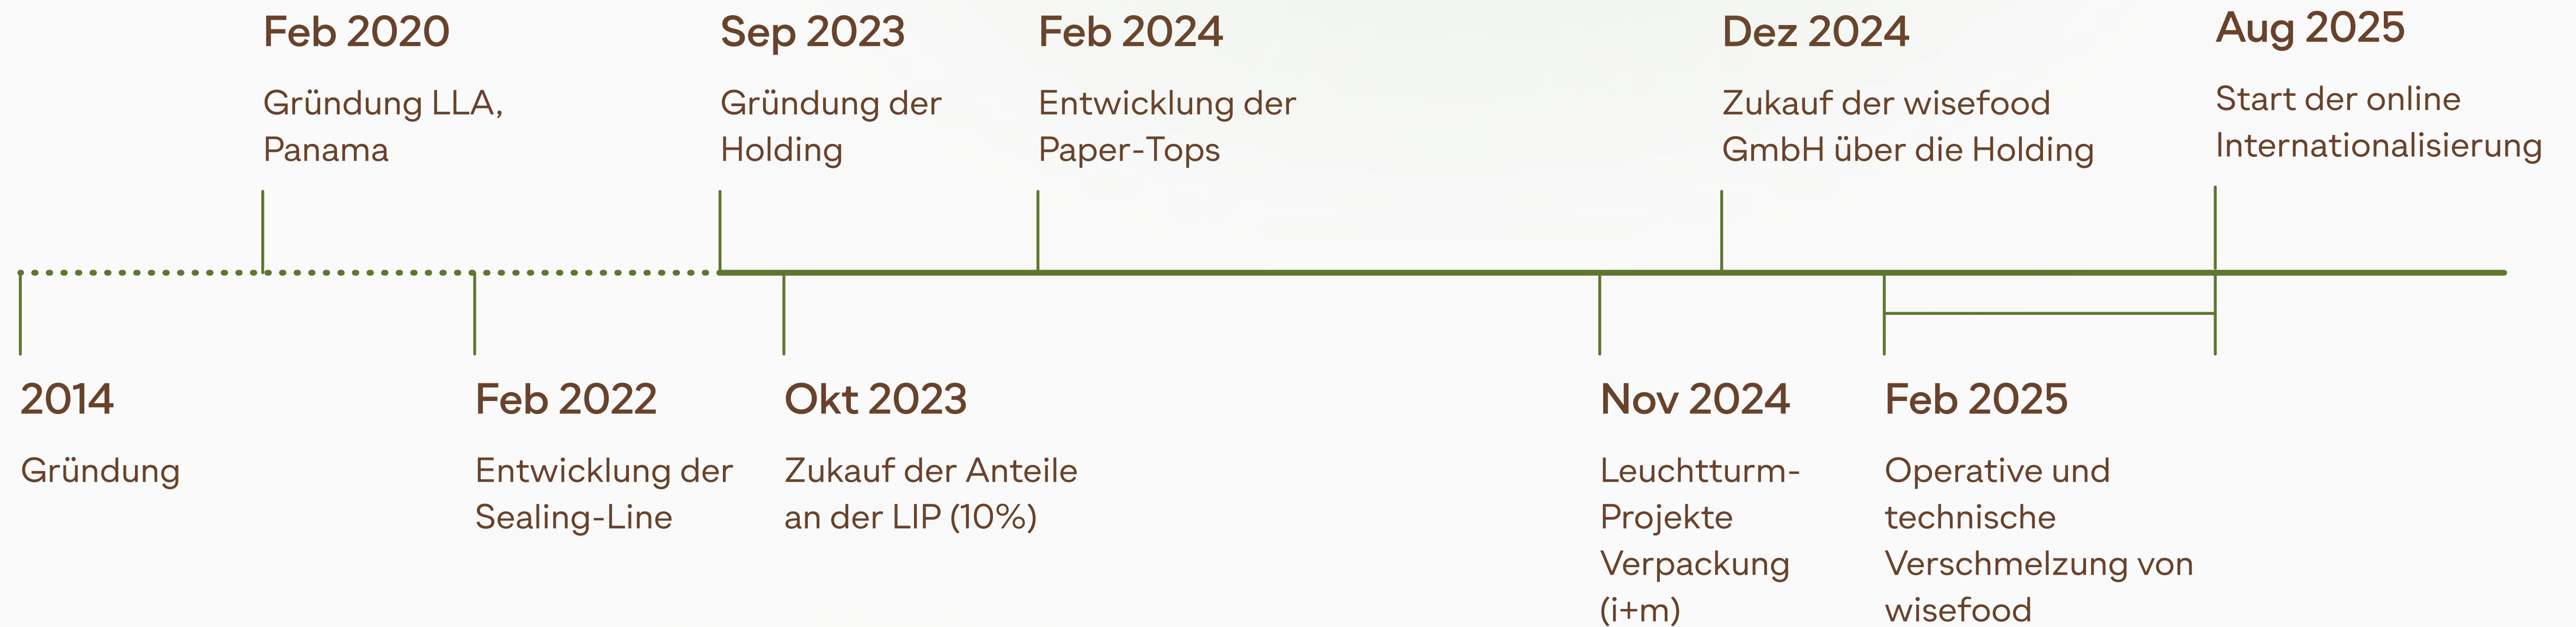 Feb 2020
Gründung LLA,
Panama
Sep 2023
Gründung der
Holding
Feb 2024
Entwicklung der
Paper-Tops
Dez 2024
Zukauf der wisefood
GmbH über die Holding
Aug 2025
Start der online
Internationalisierung
2014
Gründung
Feb 2022
Entwicklung der
Sealing-Line
Okt 2023
Zukauf der Anteile
an der LIP (10%)
Nov 2024
Leuchtturm-
Projekte
Verpackung
(i+m)
Feb 2025
Operative und
technische
Verschmelzung von
wisefood